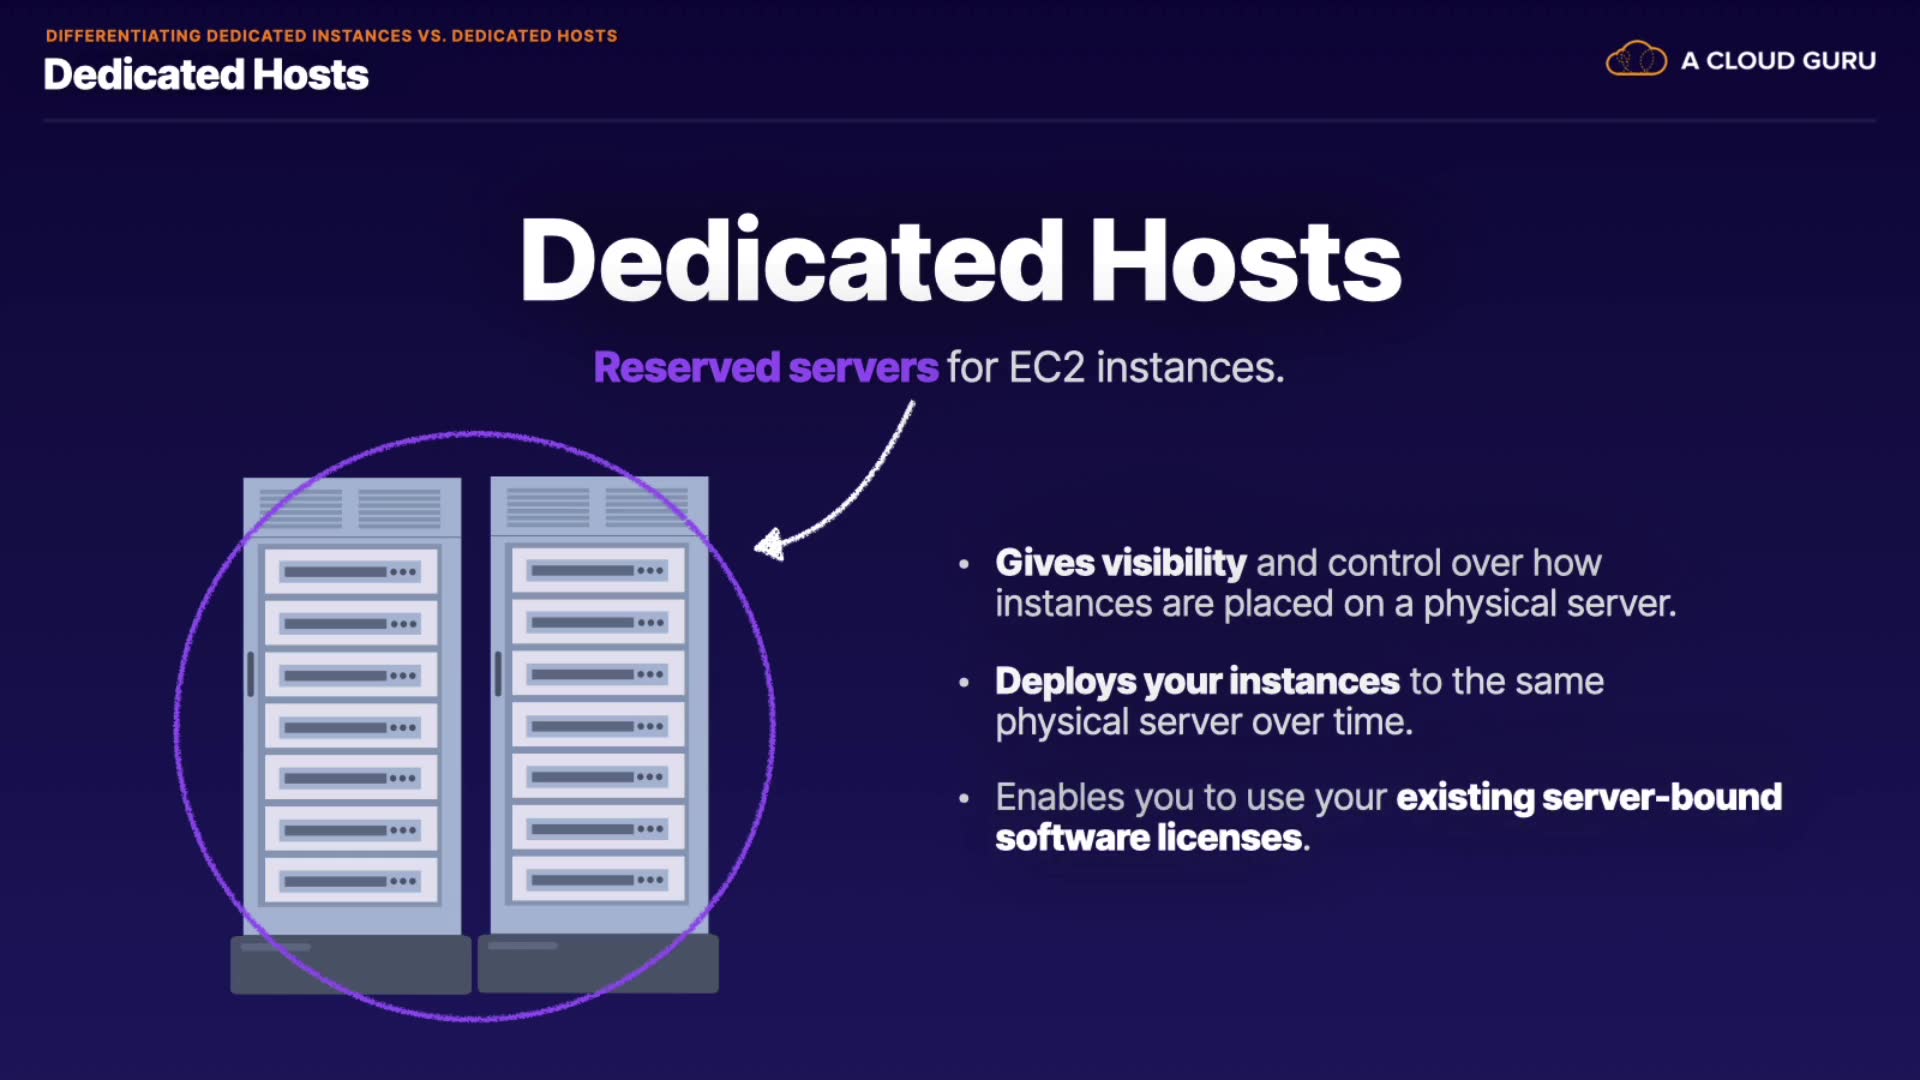 DIFFERENTIATING DEDICATED INSTANCES VS. DEDICATED HOSTS
Dedicated Hosts
A CLOUD GURU
Dedicated Hosts
Reserved servers for EC2 instances.
• Gives visibility and control over how
instances are placed on a physical server.
• Deploys your instances to the same
physical server over time.
• Enables you to use your existing server-bound
software licenses.